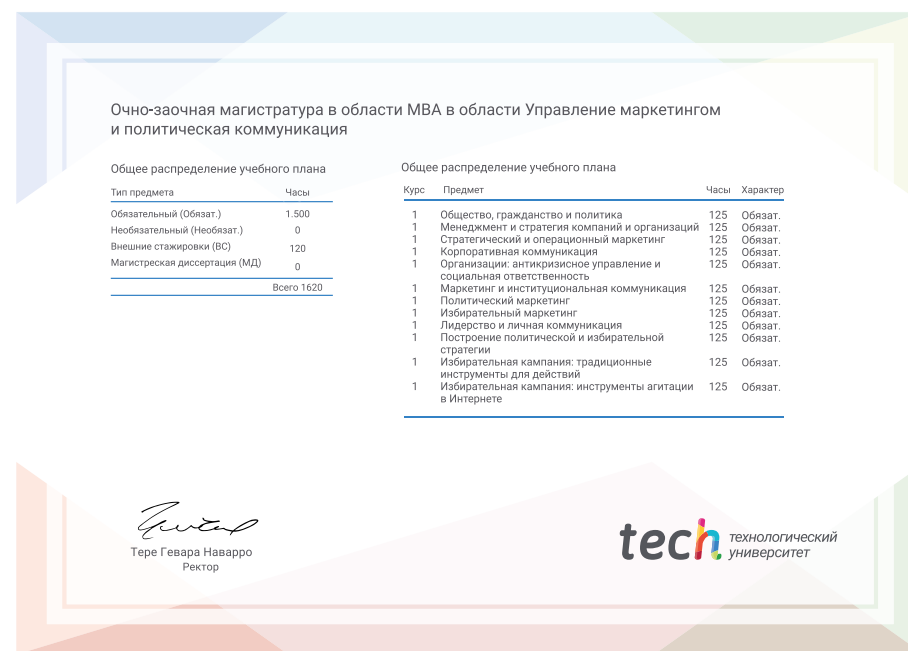 Очно-заочная магистратура в области MBA в области Управление маркетингом
и политическая коммуникация
Общее распределение учебного плана
Тип предмета Часы
Обязательный (Обязат.) 1.500
Необязательный (Необязат.) 0
Внешние стажировки (ВС) 120
Магистреская диссертация (МД) 0
Всего 1620
Общее распределение учебного плана
Курс Предмет Часы Характер
1 Общество, гражданство и политика 125 Обязат.
1 Менеджмент и стратегия компаний и организаций 125 Обязат.
1 Стратегический и операционный маркетинг 125 Обязат.
1 Корпоративная коммуникация 125 Обязат.
1 Организации: антикризисное управление и 125 Обязат.
социальная ответственность
1 Маркетинг и институциональная коммуникация 125 Обязат.
1 Политический маркетинг 125 Обязат.
1 Избирательный маркетинг 125 Обязат.
1 Лидерство и личная коммуникация 125 Обязат.
1 Построение политической и избирательной 125 Обязат.
стратегии
1 Избирательная кампания: традиционные 125 Обязат.
инструменты для действий
1 Избирательная кампания: инструменты агитации 125 Обязат.
в Интернете
Тере Гевара Наварро
Ректор
tech технологический
университет